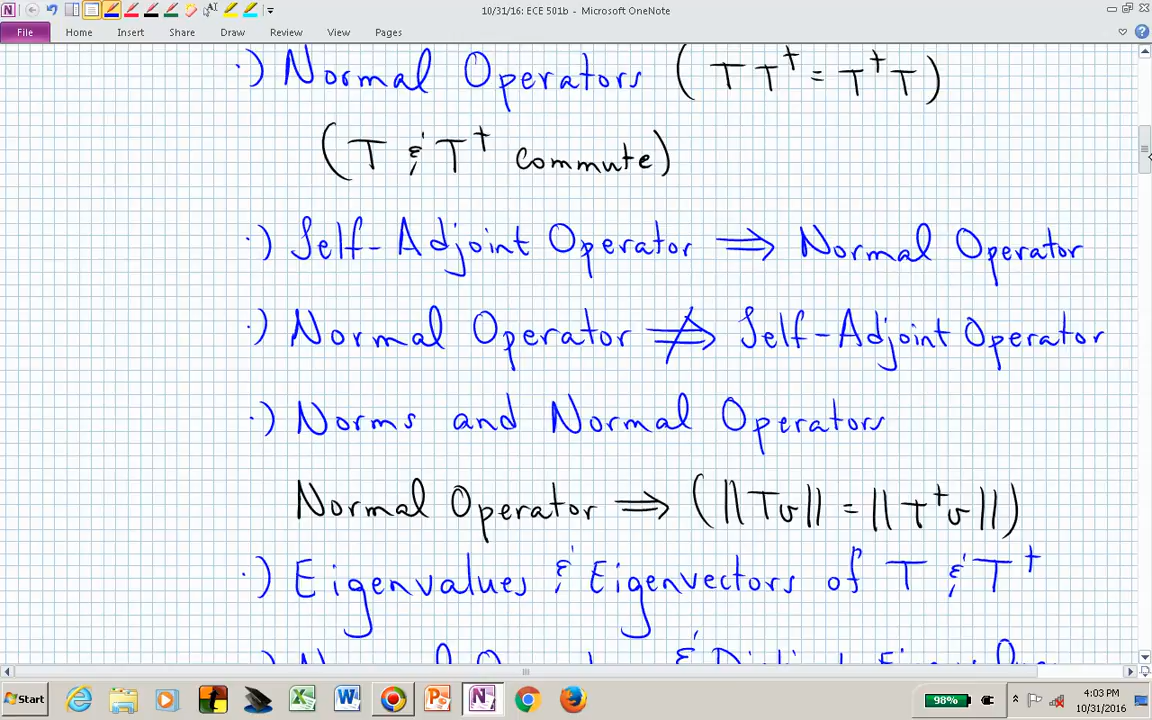 10/31/16: ECE 501b - Microsoft OneNote
File Home Insert Share Draw Review View Pages
·) Normal Operators (TT† = T†T)
(T & T† commute)
·) Self-Adjoint Operator ⇒ Normal Operator
·) Normal Operator ⇏ Self-Adjoint Operator
·) Norms and Normal Operators
Normal Operator ⇒ (||Tv|| = ||T†v||)
·) Eigenvalues & Eigenvectors of T & T†
Start
98%
4:03 PM
10/31/2016